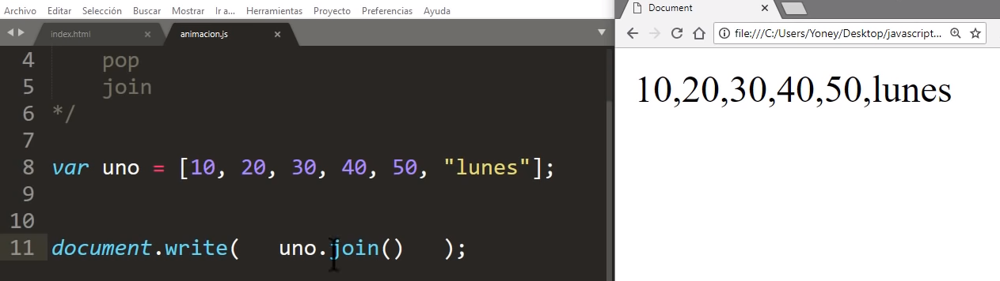 Archivo Editar Selección Buscar Mostrar Ir a... Herramientas Proyecto Preferencias Ayuda
index.html × animacion.js ×
4 pop
5 join
6 */
7
8 var uno = [10, 20, 30, 40, 50, "lunes"];
9
10
11 document.write( uno.join() );
Document ×
file:///C:/Users/Yoney/Desktop/javascript...
10,20,30,40,50,lunes